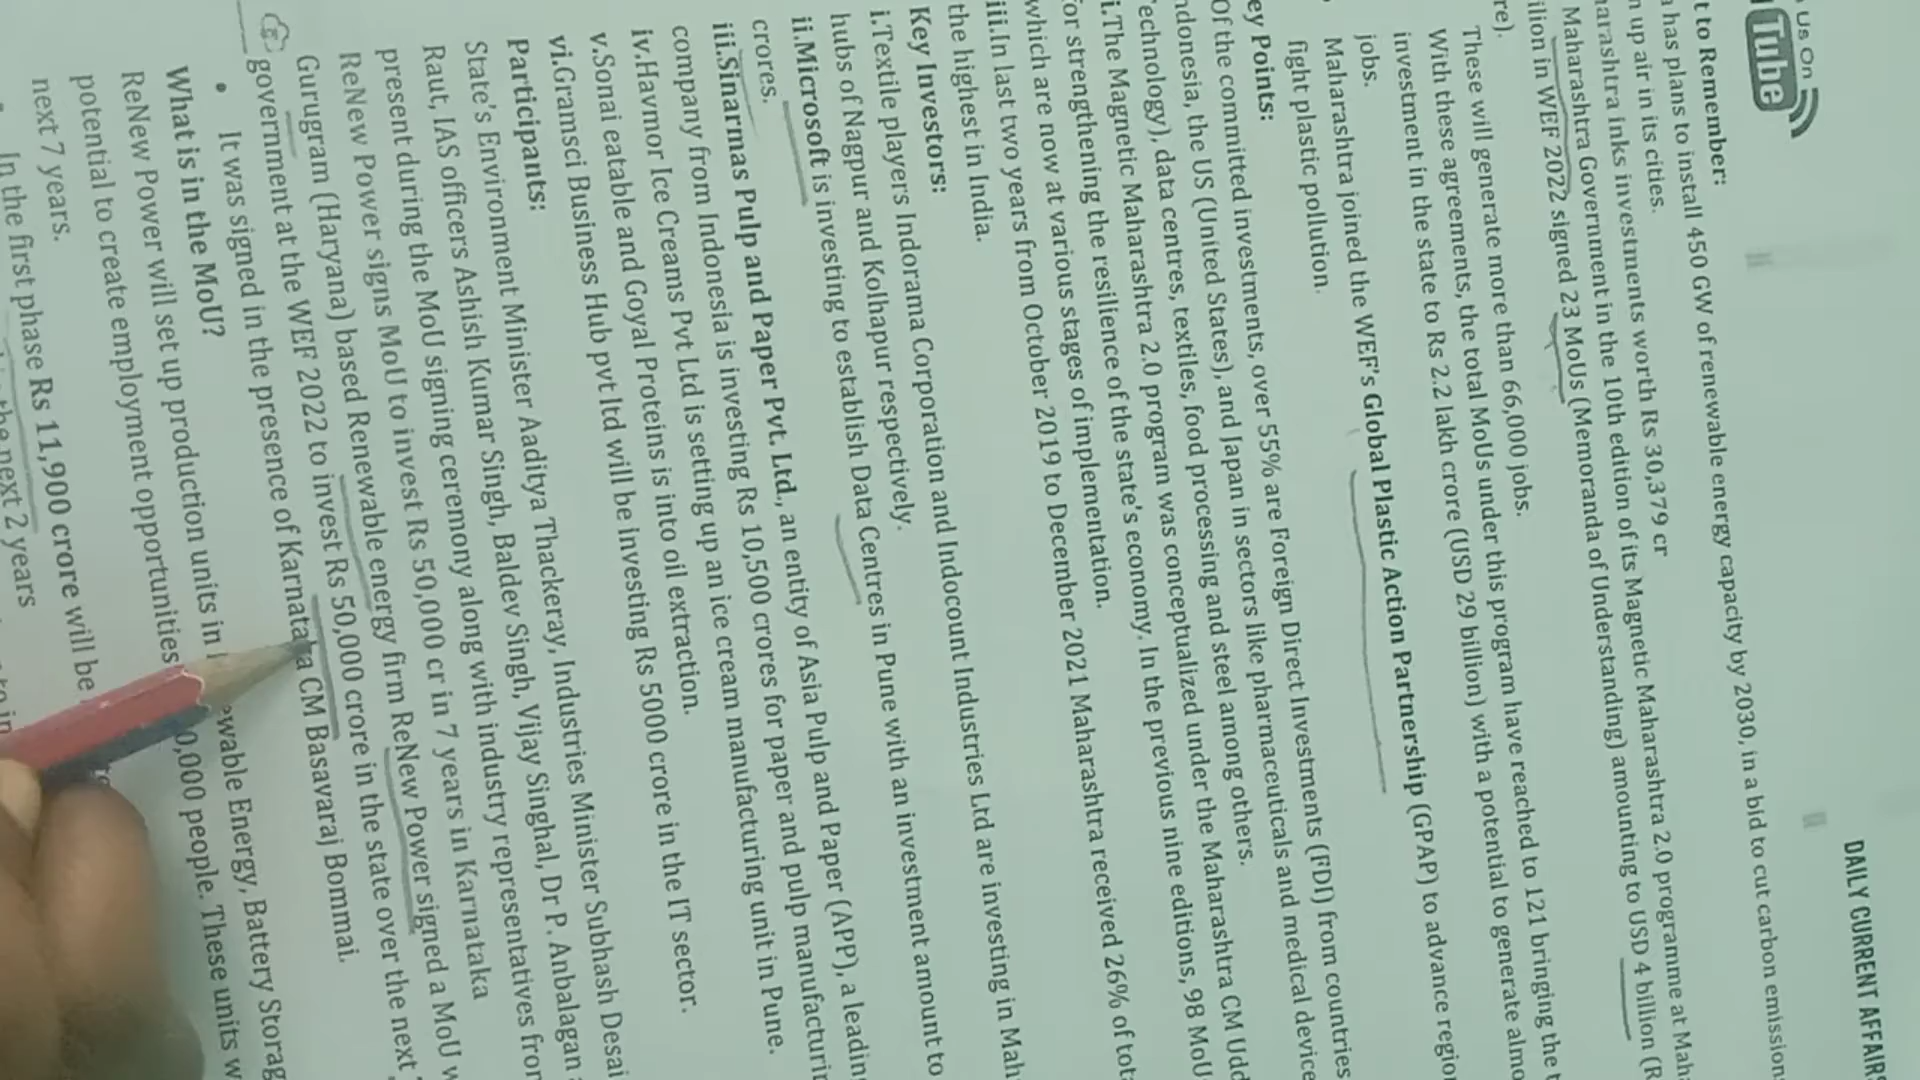 Us On
Tube
DAILY CURRENT AFFAIRS
t to Remember:
has plans to install 450 GW of renewable energy capacity by 2030, in a bid to cut carbon emission
up air in its cities.
arashtra inks investments worth Rs 30,379 cr
Maharashtra Government in the 10th edition of its Magnetic Maharashtra 2.0 programme at
in WEF 2022 signed 23 MoUs (Memoranda of Understanding) amounting to USD 4 billion (R
re).
These will generate more than 66,000 jobs.
With these agreements, the total MoUs under this program have reached to 121 bringing the t
investment in the state to Rs 2.2 lakh crore (USD 29 billion) with a potential to generate almo
jobs.
Maharashtra joined the WEF's Global Plastic Action Partnership (GPAP) to advance regio
fight plastic pollution.
ey Points:
Of the committed investments, over 55% are Foreign Direct Investments (FDI) from countries
ndonesia, the US (United States), and Japan in sectors like pharmaceuticals and medical device
echnology), data centres, textiles, food processing and steel among others.
i.The Magnetic Maharashtra 2.0 program was conceptualized under the Maharashtra CM Udd
or strengthening the resilience of the state's economy. In the previous nine editions, 98 MoU
which are now at various stages of implementation.
iii.In last two years from October 2019 to December 2021 Maharashtra received 26% of tot
the highest in India.
Key Investors:
i.Textile players Indorama Corporation and Indocount Industries Ltd are investing in Mah
hubs of Nagpur and Kolhapur respectively.
ii.Microsoft is investing to establish Data Centres in Pune with an investment amount to
crores.
iii.Sinarmas Pulp and Paper Pvt. Ltd., an entity of Asia Pulp and Paper (APP), a leadin
company from Indonesia is investing Rs 10,500 crores for paper and pulp manufacturin
iv.Havmor Ice Creams Pvt Ltd is setting up an ice cream manufacturing unit in Pune.
v.Sonai eatable and Goyal Proteins is into oil extraction.
vi.Gramsci Business Hub pvt ltd will be investing Rs 5000 crore in the IT sector.
Participants:
State's Environment Minister Aaditya Thackeray, Industries Minister Subhash Desai
Raut, IAS officers Ashish Kumar Singh, Baldev Singh, Vijay Singhal, Dr P. Anbalagan
present during the MoU signing ceremony along with industry representatives from
ReNew Power signs MoU to invest Rs 50,000 cr in 7 years in Karnataka
Gurugram (Haryana) based Renewable energy firm ReNew Power signed a MoU w
government at the WEF 2022 to invest Rs 50,000 crore in the state over the next
• It was signed in the presence of Karnataka CM Basavaraj Bommai.
What is in the MoU?
ReNew Power will set up production units in ewable Energy, Battery Storag
potential to create employment opportunities 0,000 people. These units w
next 7 years.
In the first phase Rs 11,900 crore will be
the next 2 years